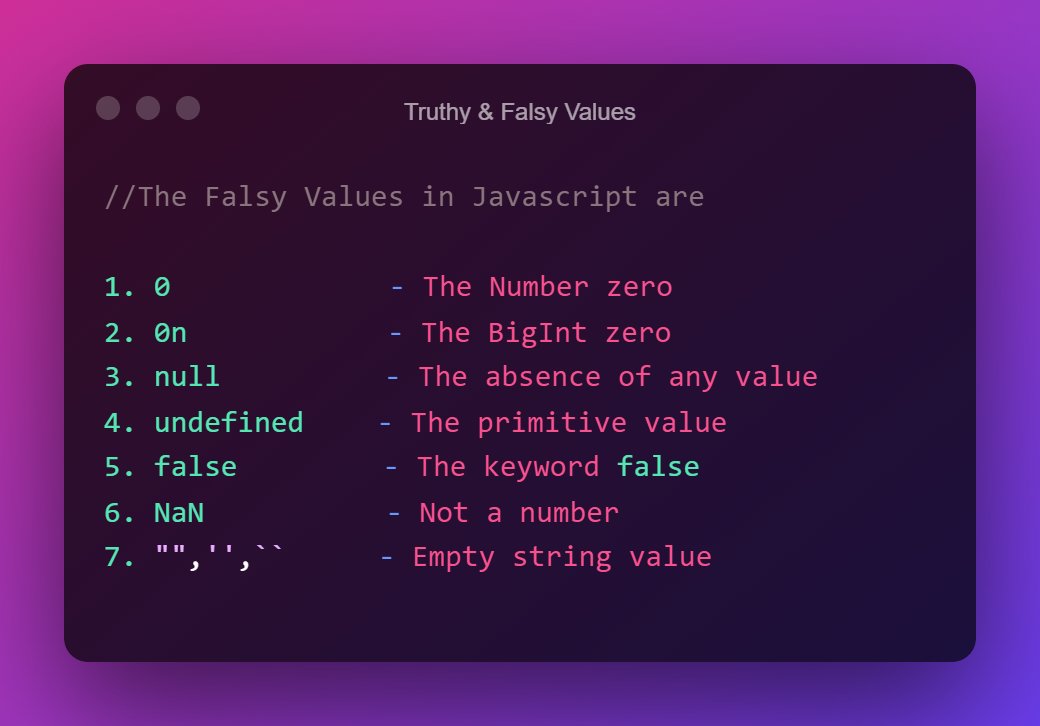 Truthy & Falsy Values
//The Falsy Values in Javascript are
1. 0 - The Number zero
2. 0n - The BigInt zero
3. null - The absence of any value
4. undefined - The primitive value
5. false - The keyword false
6. NaN - Not a number
7. "",'',`` - Empty string value